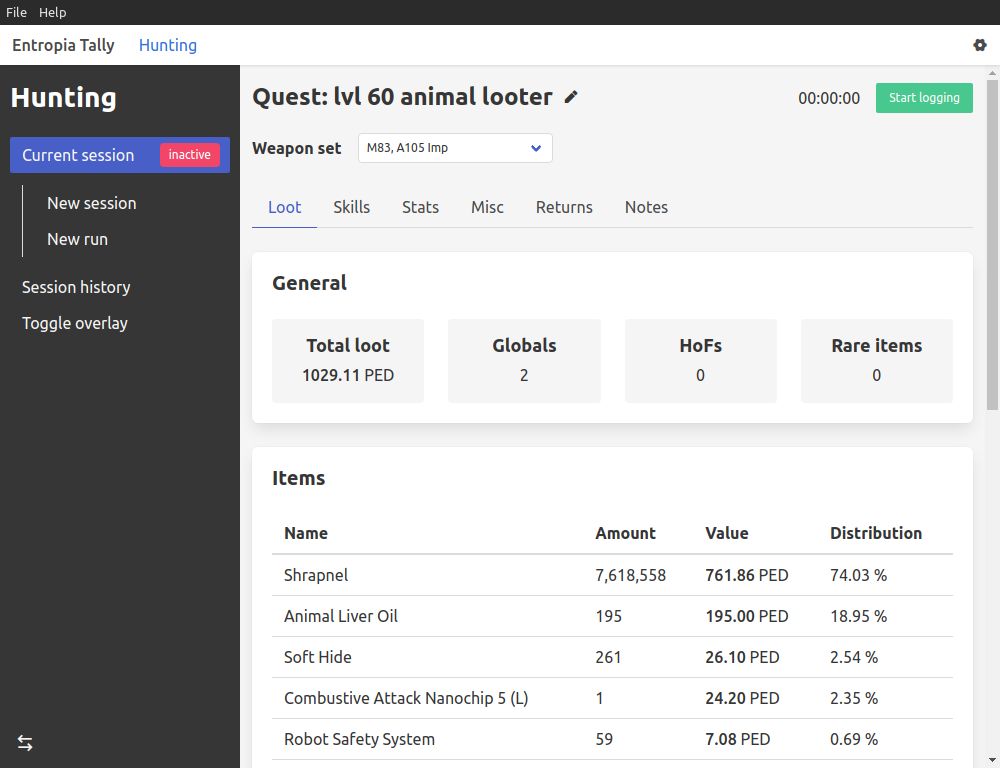 File Help
Entropia Tally Hunting
Hunting
Current session inactive
New session
New run
Session history
Toggle overlay
Quest: lvl 60 animal looter 00:00:00 Start logging
Weapon set M83, A105 Imp
Loot Skills Stats Misc Returns Notes
General
Total loot Globals HoFs Rare items
1029.11 PED 2 0 0
Items
Name Amount Value Distribution
Shrapnel 7,618,558 761.86 PED 74.03 %
Animal Liver Oil 195 195.00 PED 18.95 %
Soft Hide 261 26.10 PED 2.54 %
Combustive Attack Nanochip 5 (L) 1 24.20 PED 2.35 %
Robot Safety System 59 7.08 PED 0.69 %